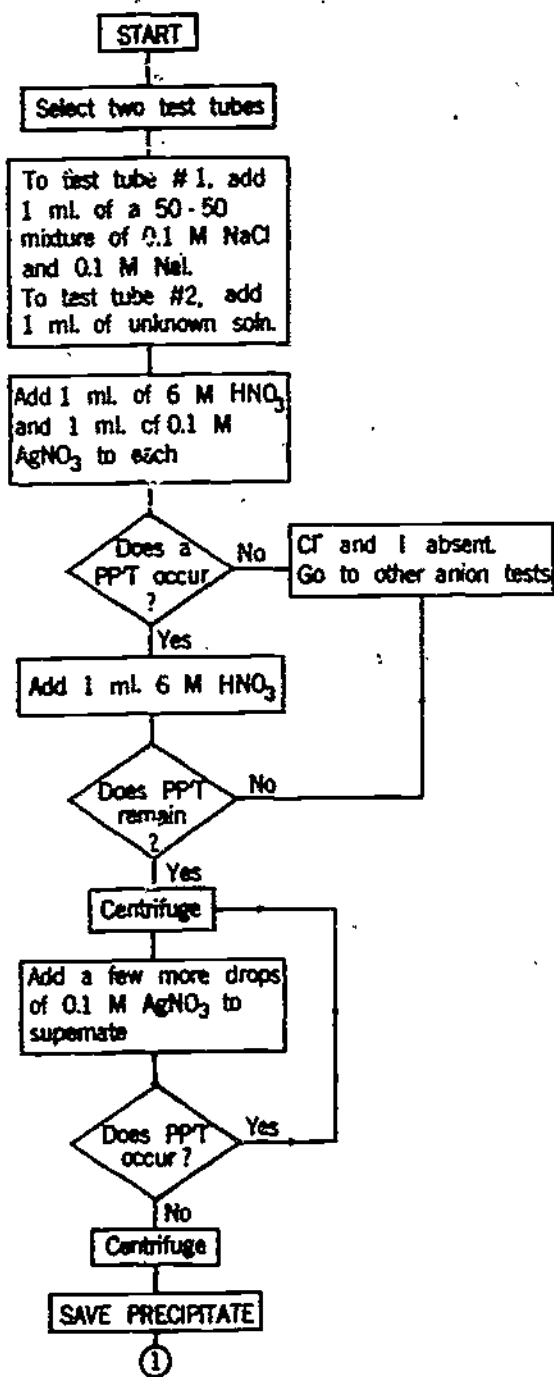 START
Select two test tubes
To test tube #1, add
1 ml. of a 50-50
mixture of 0.1 M NaCl
and 0.1 M NaI.
To test tube #2, add
1 ml. of unknown soln.
Add 1 ml. of 6 M HNO₃
and 1 ml. of 0.1 M
AgNO₃ to each
Does a
PPT occur
?
No
Cl⁻ and I absent.
Go to other anion tests
Yes
Add 1 ml. 6 M HNO₃
Does PPT
remain
?
No
Yes
Centrifuge
Add a few more drops
of 0.1 M AgNO₃ to
supernate
Does PPT
occur?
Yes
No
Centrifuge
SAVE PRECIPITATE
1